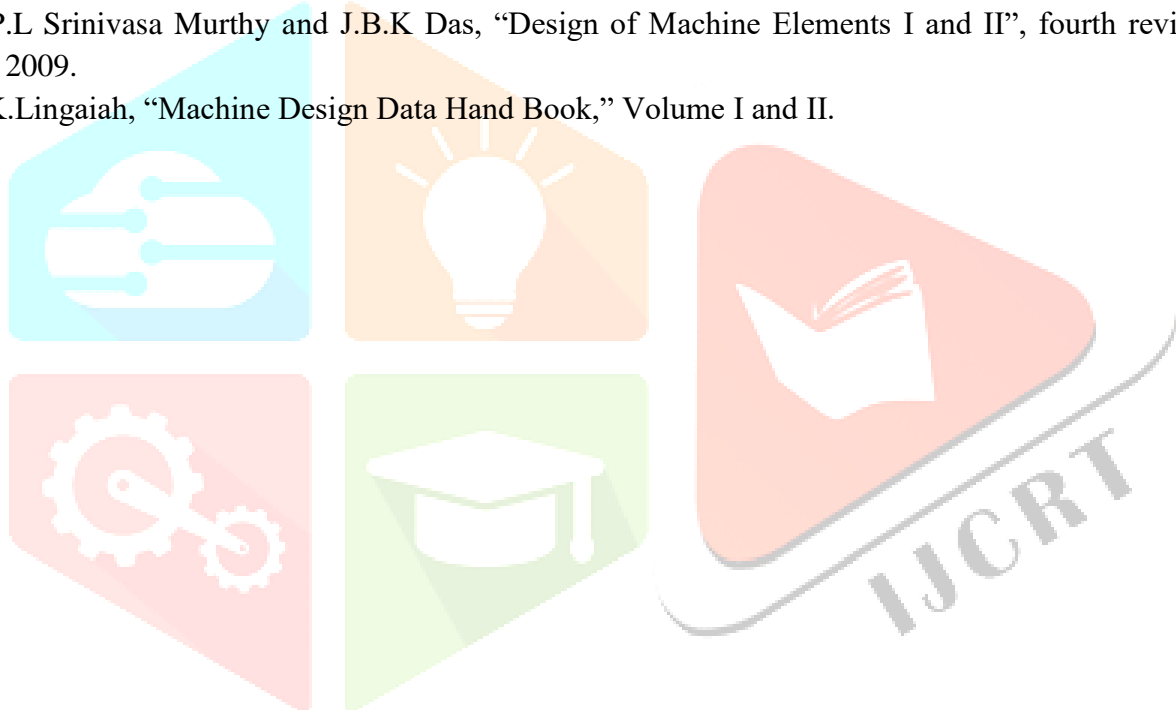 P.L Srinivasa Murthy and J.B.K Das, “Design of Machine Elements I and II”, fourth revi
2009.
K.Lingaiah, “Machine Design Data Hand Book,” Volume I and II.
IJCRT